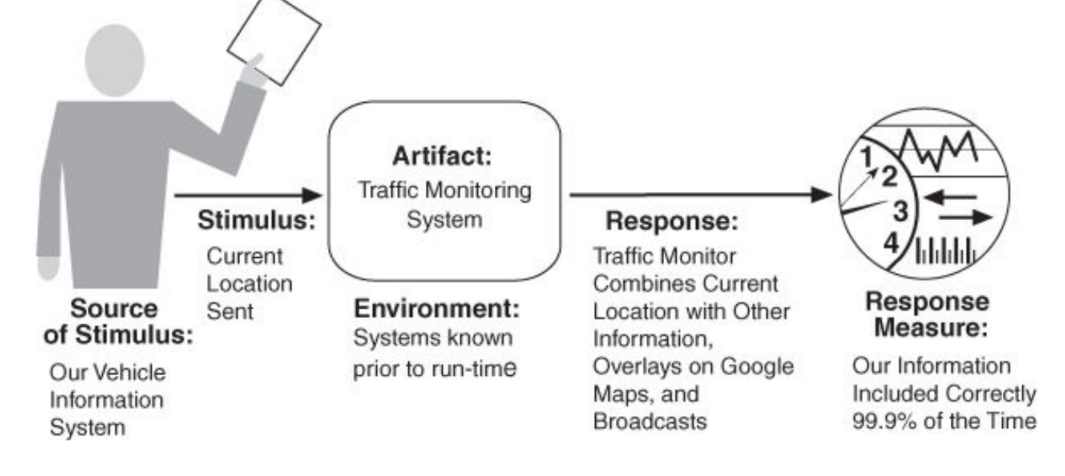 Source
of Stimulus:
Our Vehicle
Information
System
Stimulus:
Current
Location
Sent
Artifact:
Traffic Monitoring
System
Environment:
Systems known
prior to run-time
Response:
Traffic Monitor
Combines Current
Location with Other
Information,
Overlays on Google
Maps, and
Broadcasts
1
2
3
4
Response
Measure:
Our Information
Included Correctly
99.9% of the Time